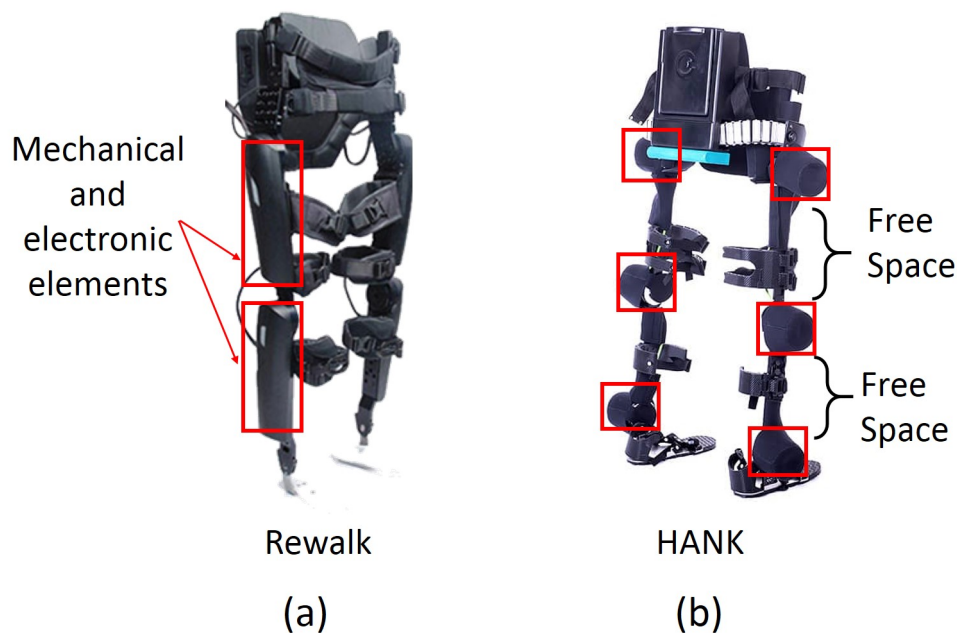 Mechanical
and
electronic
elements
Free
Space
Free
Space
Rewalk
HANK
(a)
(b)